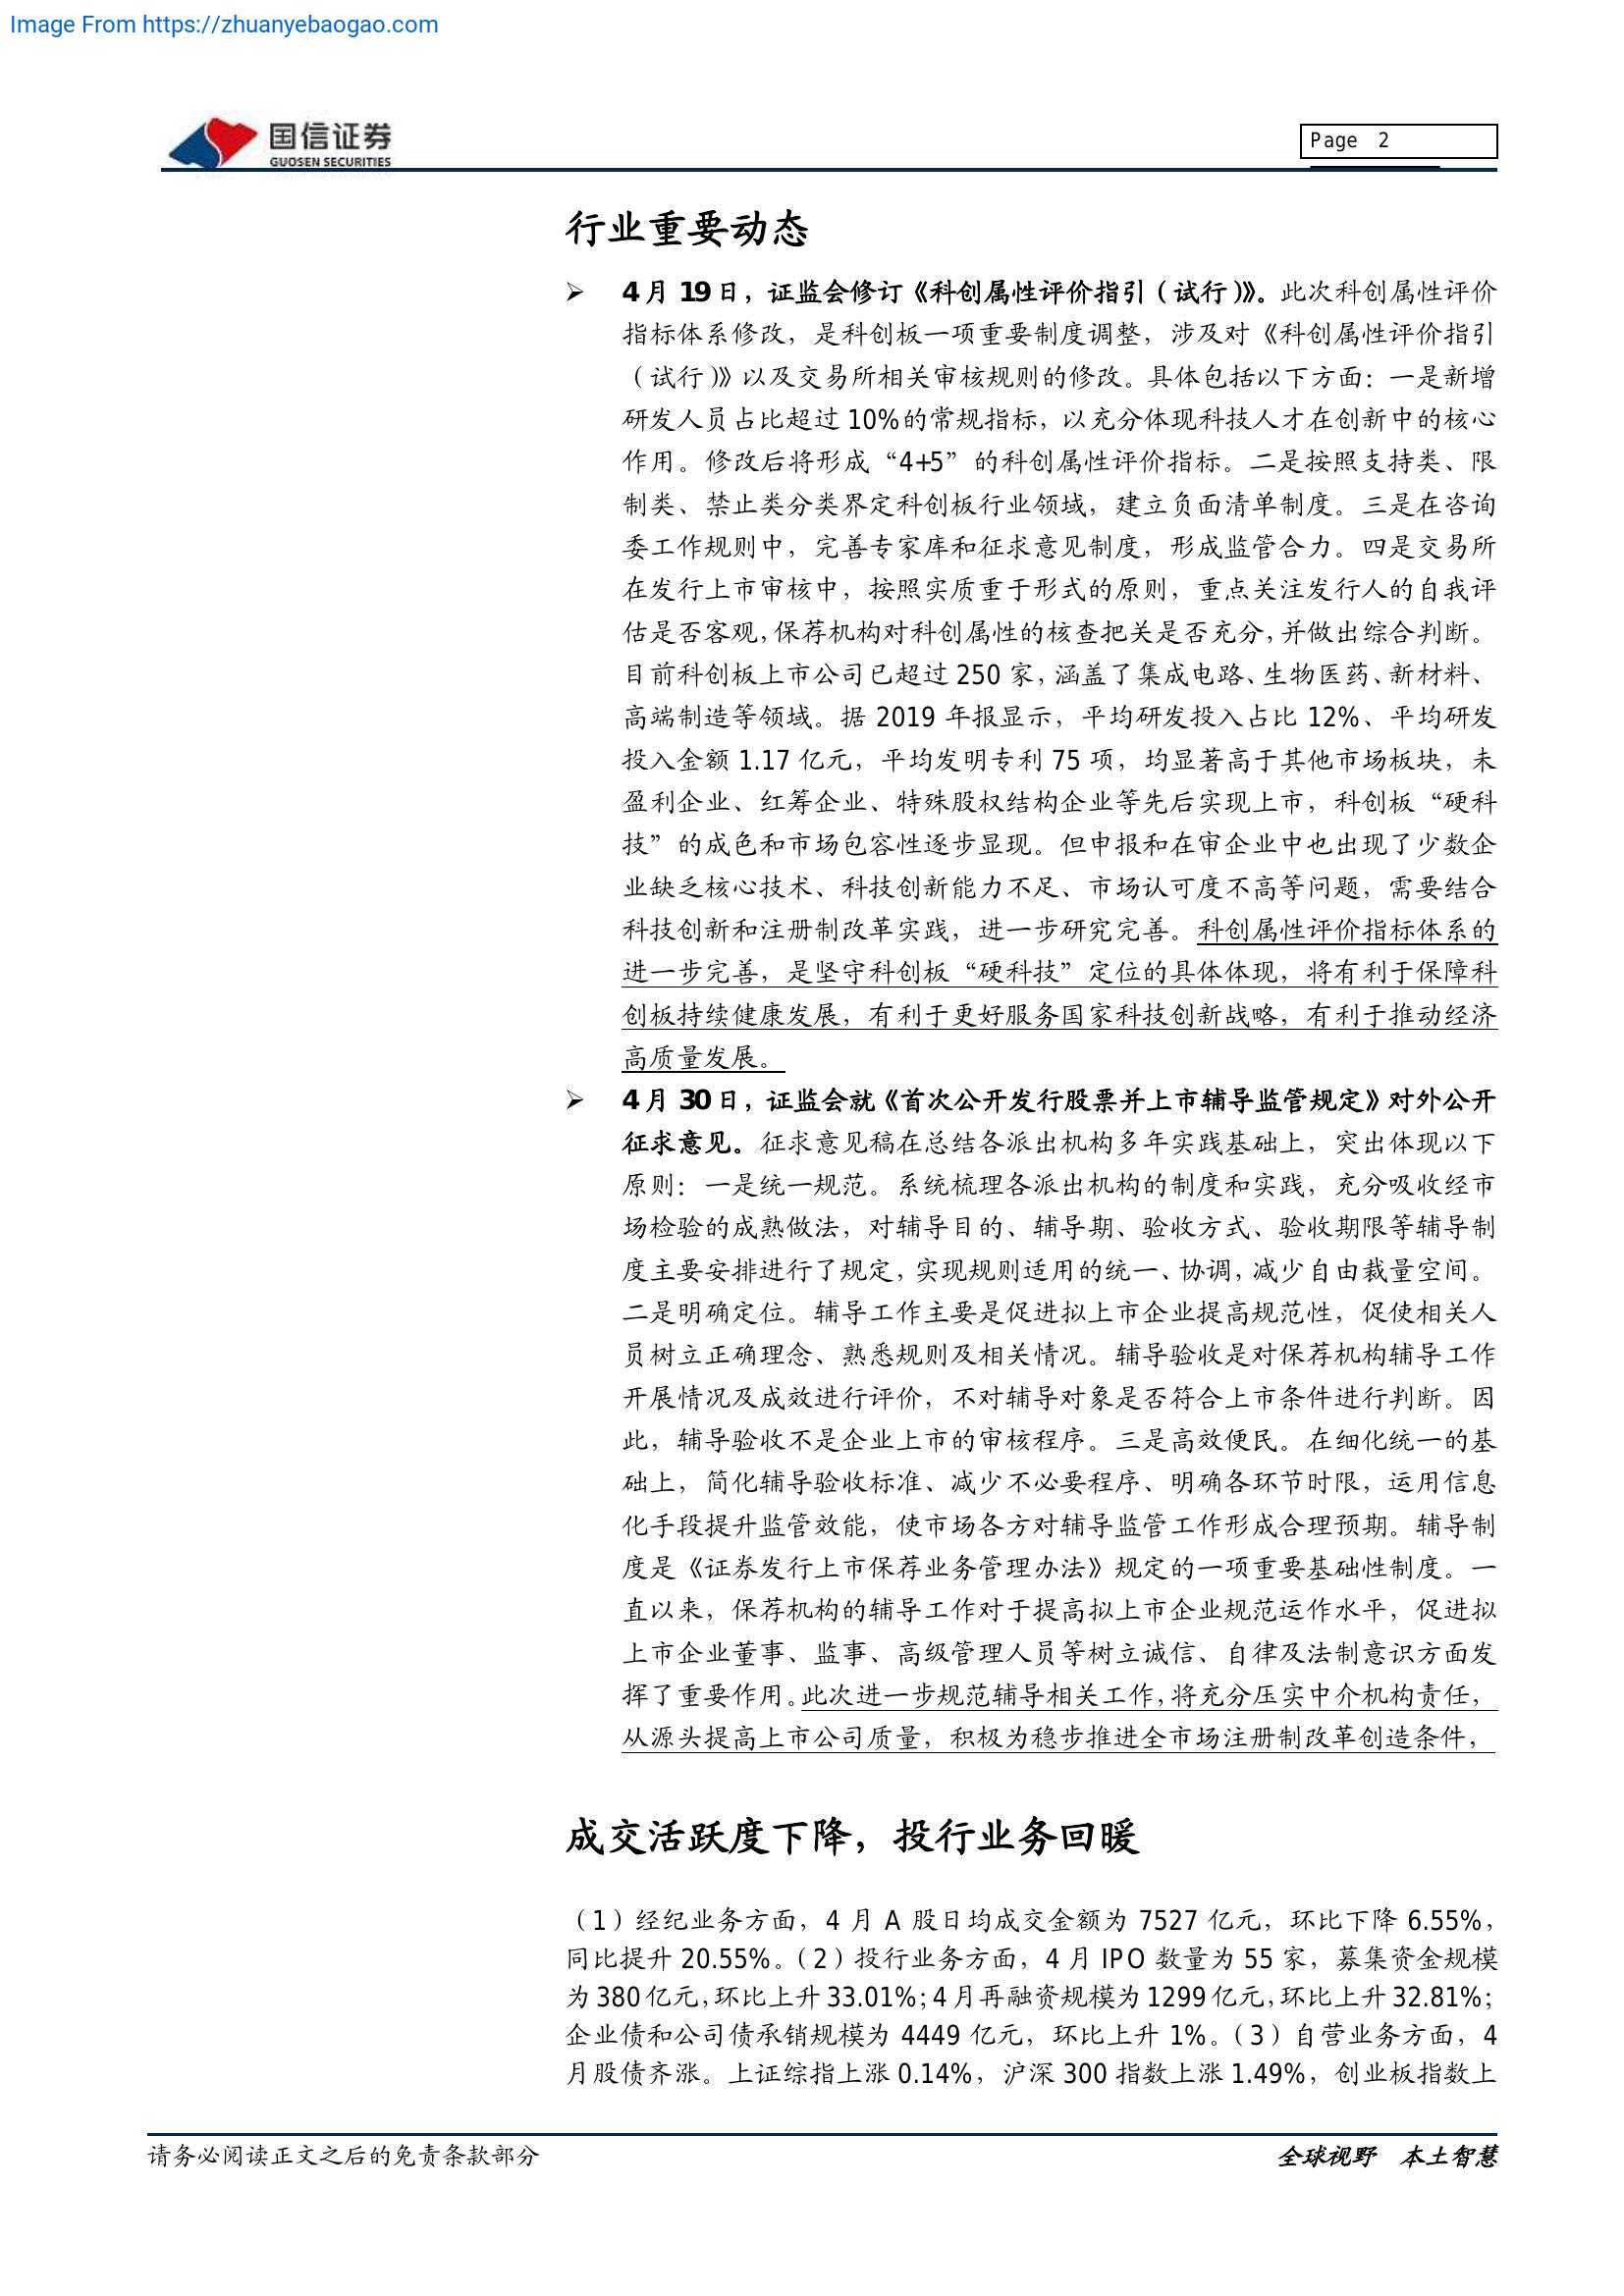 Image From https://zhuanyebaogao.com
国信证券
GUOSEN SECURITIES
Page 2
行业重要动态
➢ 4月 19日，证监会修订《科创属性评价指引（试行）》。此次科创属性评价
指标体系修改，是科创板一项重要制度调整，涉及对《科创属性评价指引
（试行）》以及交易所相关审核规则的修改。具体包括以下方面：一是新增
研发人员占比超过 10%的常规指标，以充分体现科技人才在创新中的核心
作用。修改后将形成“4+5”的科创属性评价指标。二是按照支持类、限
制类、禁止类分类界定科创板行业领域，建立负面清单制度。三是在咨询
委工作规则中，完善专家库和征求意见制度，形成监管合力。四是交易所
在发行上市审核中，按照实质重于形式的原则，重点关注发行人的自我评
估是否客观，保荐机构对科创属性的核查把关是否充分，并做出综合判断。
目前科创板上市公司已超过 250 家，涵盖了集成电路、生物医药、新材料、
高端制造等领域。据 2019 年报显示，平均研发投入占比 12%、平均研发
投入金额 1.17 亿元，平均发明专利 75 项，均显著高于其他市场板块，未
盈利企业、红筹企业、特殊股权结构企业等先后实现上市，科创板“硬科
技”的成色和市场包容性逐步显现。但申报和在审企业中也出现了少数企
业缺乏核心技术、科技创新能力不足、市场认可度不高等问题，需要结合
科技创新和注册制改革实践，进一步研究完善。科创属性评价指标体系的
进一步完善，是坚守科创板“硬科技”定位的具体体现，将有利于保障科
创板持续健康发展，有利于更好服务国家科技创新战略，有利于推动经济
高质量发展。
➢ 4月 30日，证监会就《首次公开发行股票并上市辅导监管规定》对外公开
征求意见。征求意见稿在总结各派出机构多年实践基础上，突出体现以下
原则：一是统一规范。系统梳理各派出机构的制度和实践，充分吸收经市
场检验的成熟做法，对辅导目的、辅导期、验收方式、验收期限等辅导制
度主要安排进行了规定，实现规则适用的统一、协调，减少自由裁量空间。
二是明确定位。辅导工作主要是促进拟上市企业提高规范性，促使相关人
员树立正确理念、熟悉规则及相关情况。辅导验收是对保荐机构辅导工作
开展情况及成效进行评价，不对辅导对象是否符合上市条件进行判断。因
此，辅导验收不是企业上市的审核程序。三是高效便民。在细化统一的基
础上，简化辅导验收标准、减少不必要程序、明确各环节时限，运用信息
化手段提升监管效能，使市场各方对辅导监管工作形成合理预期。辅导制
度是《证券发行上市保荐业务管理办法》规定的一项重要基础性制度。一
直以来，保荐机构的辅导工作对于提高拟上市企业规范运作水平，促进拟
上市企业董事、监事、高级管理人员等树立诚信、自律及法制意识方面发
挥了重要作用。此次进一步规范辅导相关工作，将充分压实中介机构责任，
从源头提高上市公司质量，积极为稳步推进全市场注册制改革创造条件，
成交活跃度下降，投行业务回暖
（1）经纪业务方面，4 月 A 股日均成交金额为 7527 亿元，环比下降 6.55%，
同比提升 20.55%。（2）投行业务方面，4 月 IPO 数量为 55 家，募集资金规模
为 380 亿元，环比上升 33.01%；4 月再融资规模为 1299 亿元，环比上升 32.81%；
企业债和公司债承销规模为 4449 亿元，环比上升 1%。（3）自营业务方面，4
月股债齐涨。上证综指上涨 0.14%，沪深 300 指数上涨 1.49%，创业板指数上
请务必阅读正文之后的免责条款部分
全球视野 本土智慧